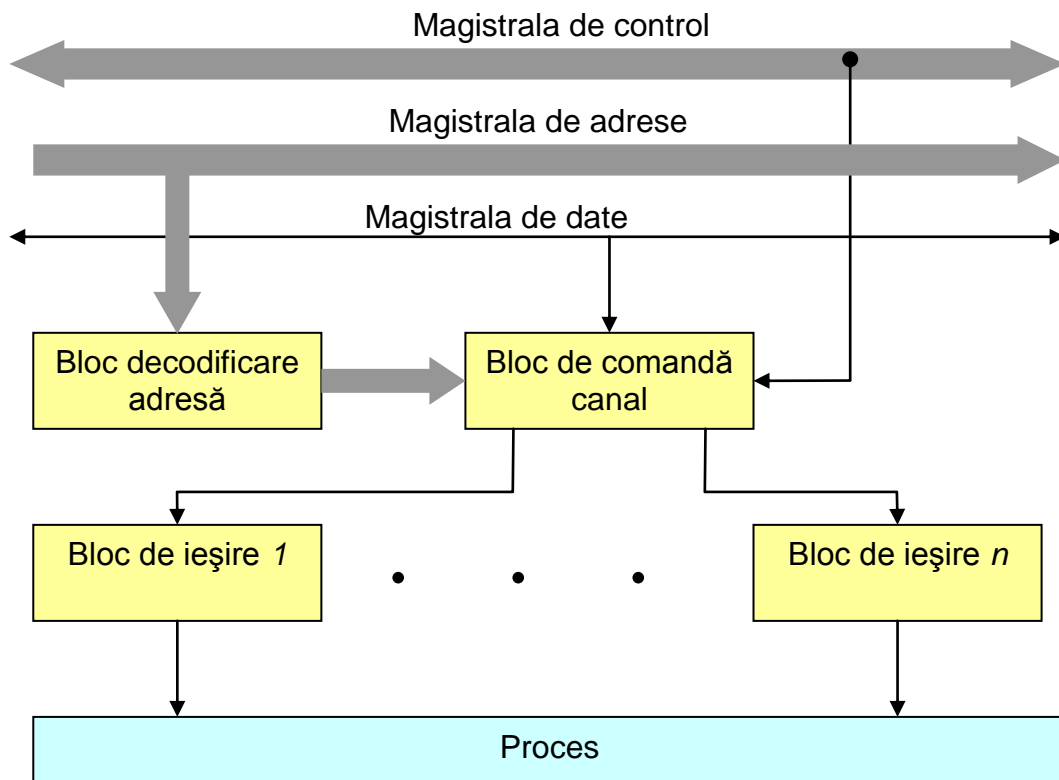 Magistrala de control
Magistrala de adrese
Magistrala de date
Bloc decodificare
adresă
Bloc de comandă
canal
Bloc de ieşire 1
Bloc de ieşire n
Proces